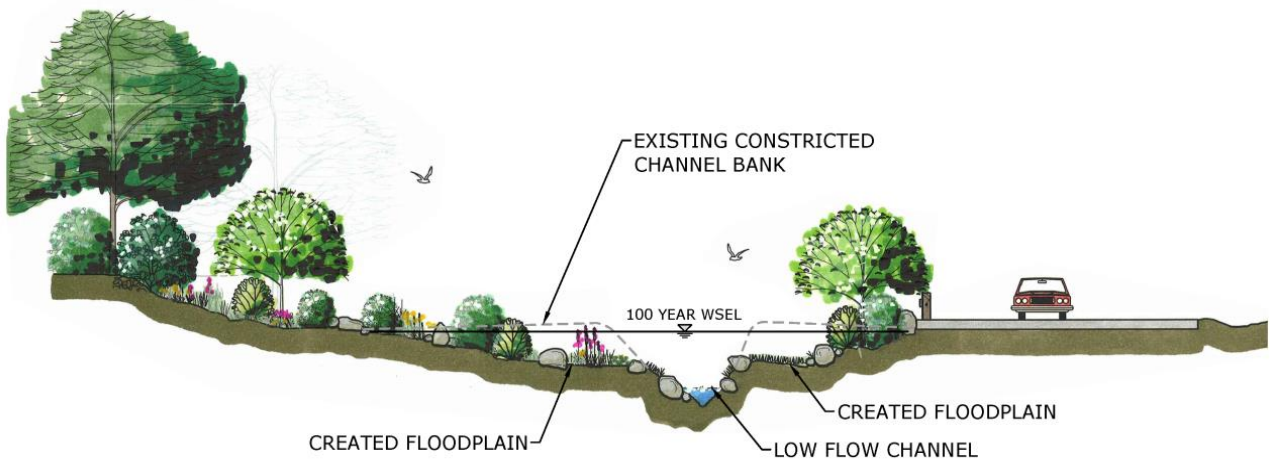 EXISTING CONSTRICTED
CHANNEL BANK
100 YEAR WSEL
CREATED FLOODPLAIN
CREATED FLOODPLAIN
LOW FLOW CHANNEL